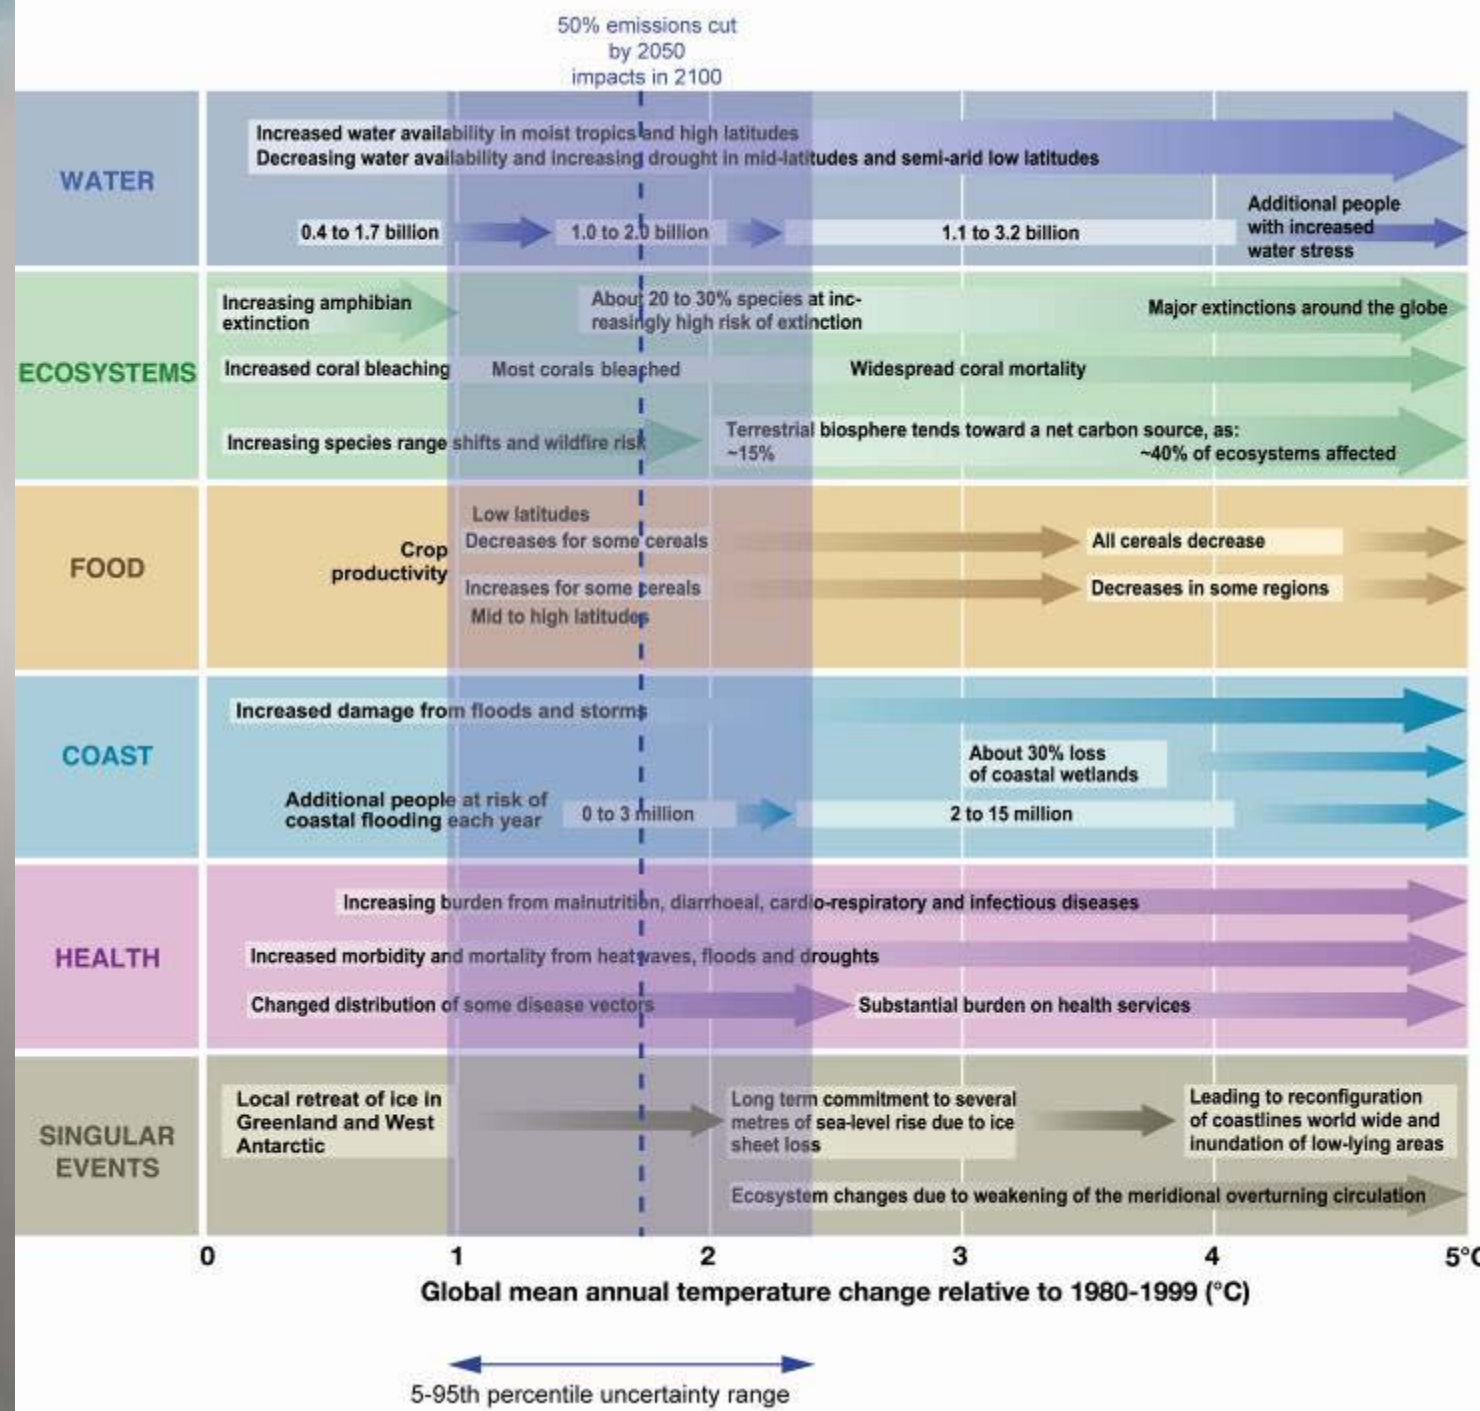 50% emissions cut
by 2050
impacts in 2100
WATER
Increased water availability in moist tropics and high latitudes
Decreasing water availability and increasing drought in mid-latitudes and semi-arid low latitudes
0.4 to 1.7 billion
1.0 to 2.0 billion
1.1 to 3.2 billion
Additional people
with increased
water stress
ECOSYSTEMS
Increasing amphibian
extinction
About 20 to 30% species at inc-
reasingly high risk of extinction
Major extinctions around the globe
Increased coral bleaching
Most corals bleached
Widespread coral mortality
Increasing species range shifts and wildfire risk
Terrestrial biosphere tends toward a net carbon source, as:
~15%
~40% of ecosystems affected
FOOD
Crop
productivity
Low latitudes
Decreases for some cereals
All cereals decrease
Increases for some cereals
Decreases in some regions
Mid to high latitudes
COAST
Increased damage from floods and storms
About 30% loss
of coastal wetlands
Additional people at risk of
coastal flooding each year
0 to 3 million
2 to 15 million
HEALTH
Increasing burden from malnutrition, diarrhoeal, cardio-respiratory and infectious diseases
Increased morbidity and mortality from heatwaves, floods and droughts
Changed distribution of some disease vectors
Substantial burden on health services
SINGULAR
EVENTS
Local retreat of ice in
Greenland and West
Antarctic
Long term commitment to several
metres of sea-level rise due to ice
sheet loss
Leading to reconfiguration
of coastlines world wide and
inundation of low-lying areas
Ecosystem changes due to weakening of the meridional overturning circulation
0 1 2 3 4 5°C
Global mean annual temperature change relative to 1980-1999 (°C)
5-95th percentile uncertainty range